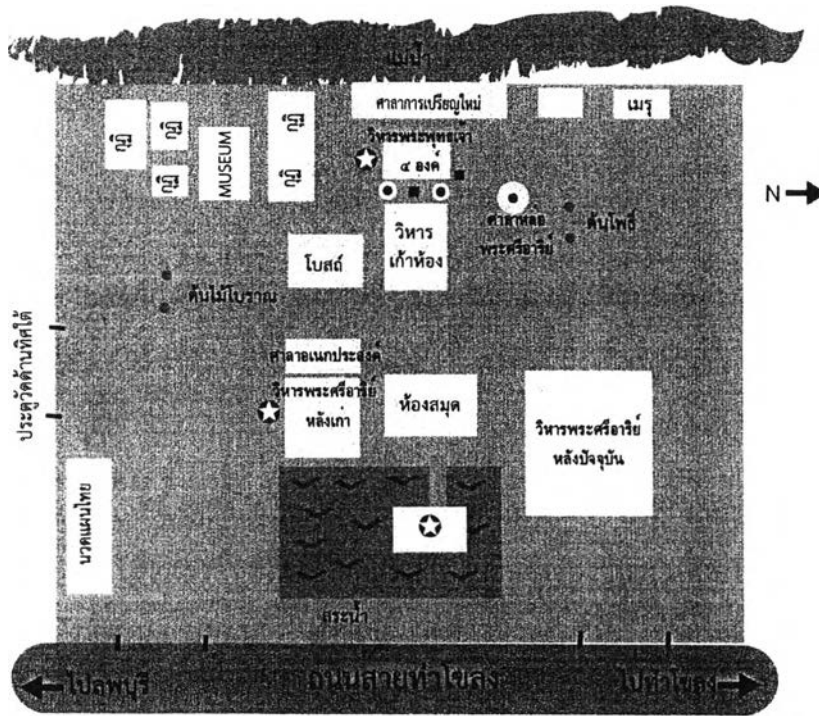 แม่น้ำ
ศาลาการเปรียญใหม่
เมรุ
กุฏิ
กุฏิ
กุฏิ
กุฏิ
กุฏิ
MUSEUM
วิหารพระพุทธเจ้า
๔ องค์
N
ศาลาหล่อ
พระศรีอาริย์
ต้นโพธิ์
วิหาร
เก้าห้อง
โบสถ์
ต้นไม้โบราณ
ประตูวัดด้านทิศใต้
ศาลาอเนกประสงค์
วิหารพระศรีอาริย์
หลังเก่า
ห้องสมุด
วิหารพระศรีอาริย์
หลังปัจจุบัน
นวดแผนไทย
สระน้ำ
ไปลพบุรี
ถนนสายท่าโขลง
ไปท่าโขลง